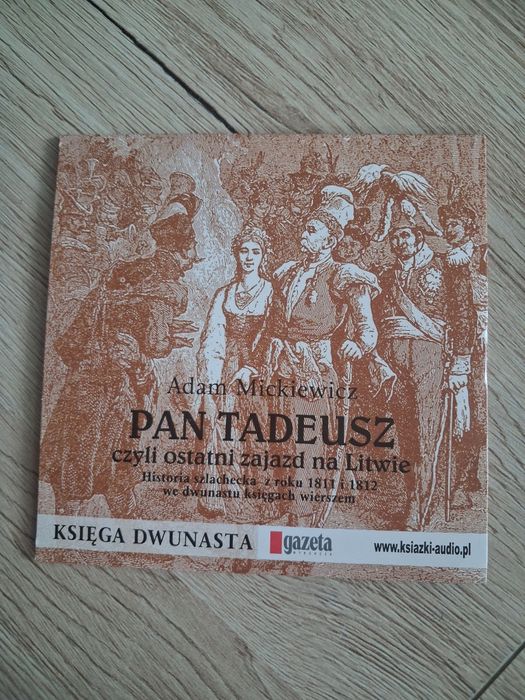 Adam Mickiewicz
PAN TADEUSZ
czyli ostatni zajazd na Litwie
Historia szlachecka z roku 1811 i 1812
we dwunastu księgach wierszem
KSIĘGA DWUNASTA
gazeta
www.ksiazki-audio.pl